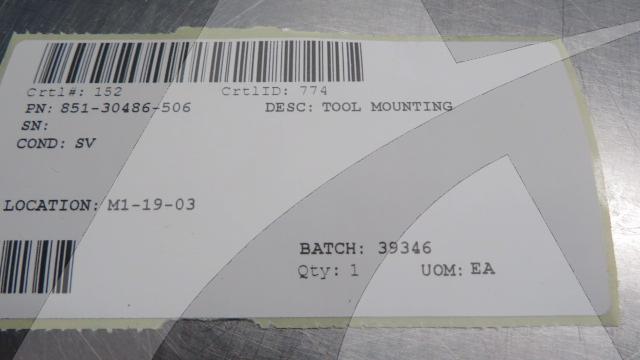 Crtl#: 152 CrtlID: 774
PN: 851-30486-506 DESC: TOOL MOUNTING
SN:
COND: SV
LOCATION: M1-19-03
BATCH: 39346
Qty: 1 UOM: EA